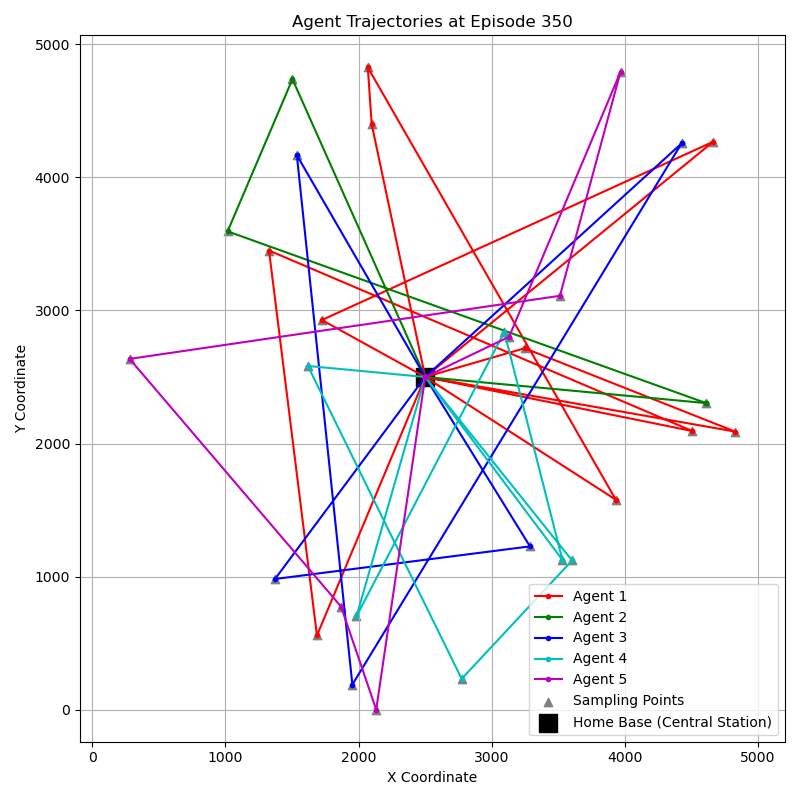 Agent Trajectories at Episode 350
5000
4000
3000
2000
1000
0
Y Coordinate
0
1000
2000
3000
4000
5000
X Coordinate
Agent 1
Agent 2
Agent 3
Agent 4
Agent 5
Sampling Points
Home Base (Central Station)